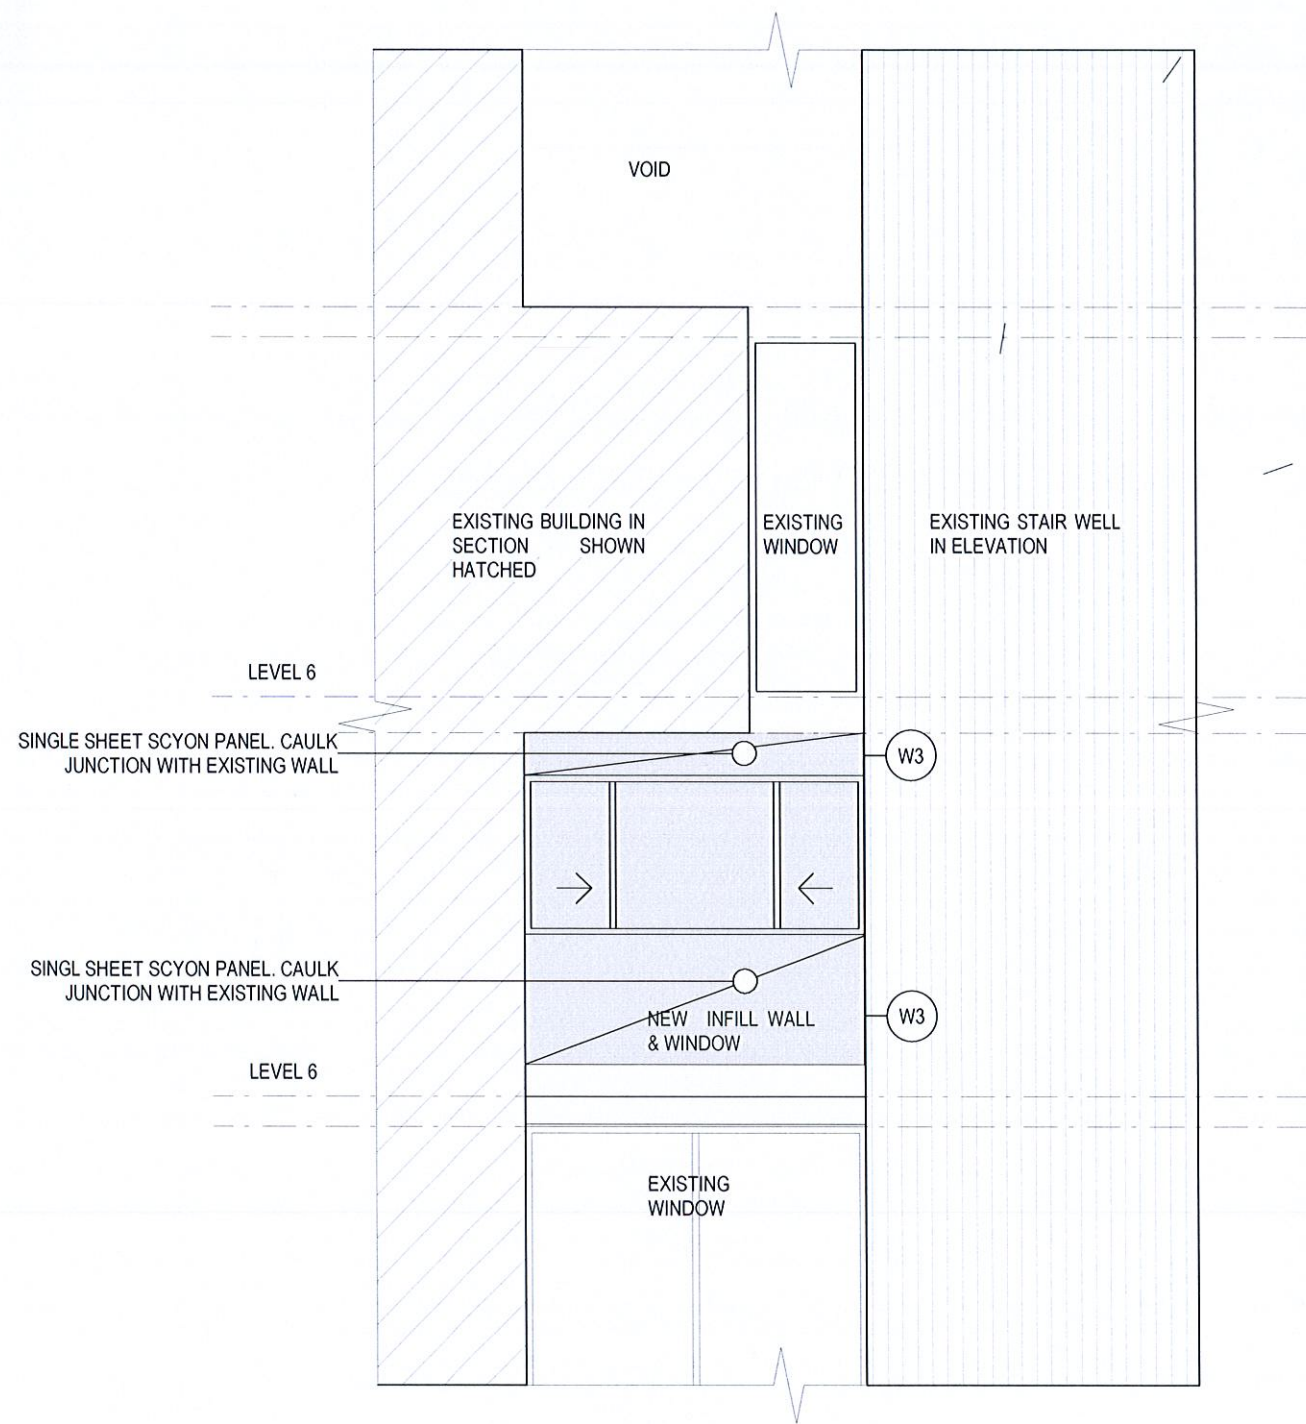 VOID
EXISTING BUILDING IN
SECTION SHOWN
HATCHED
EXISTING
WINDOW
EXISTING STAIR WELL
IN ELEVATION
LEVEL 6
SINGLE SHEET SCYON PANEL. CAULK
JUNCTION WITH EXISTING WALL
W3
SINGL SHEET SCYON PANEL. CAULK
JUNCTION WITH EXISTING WALL
NEW INFILL WALL
& WINDOW
W3
LEVEL 6
EXISTING
WINDOW